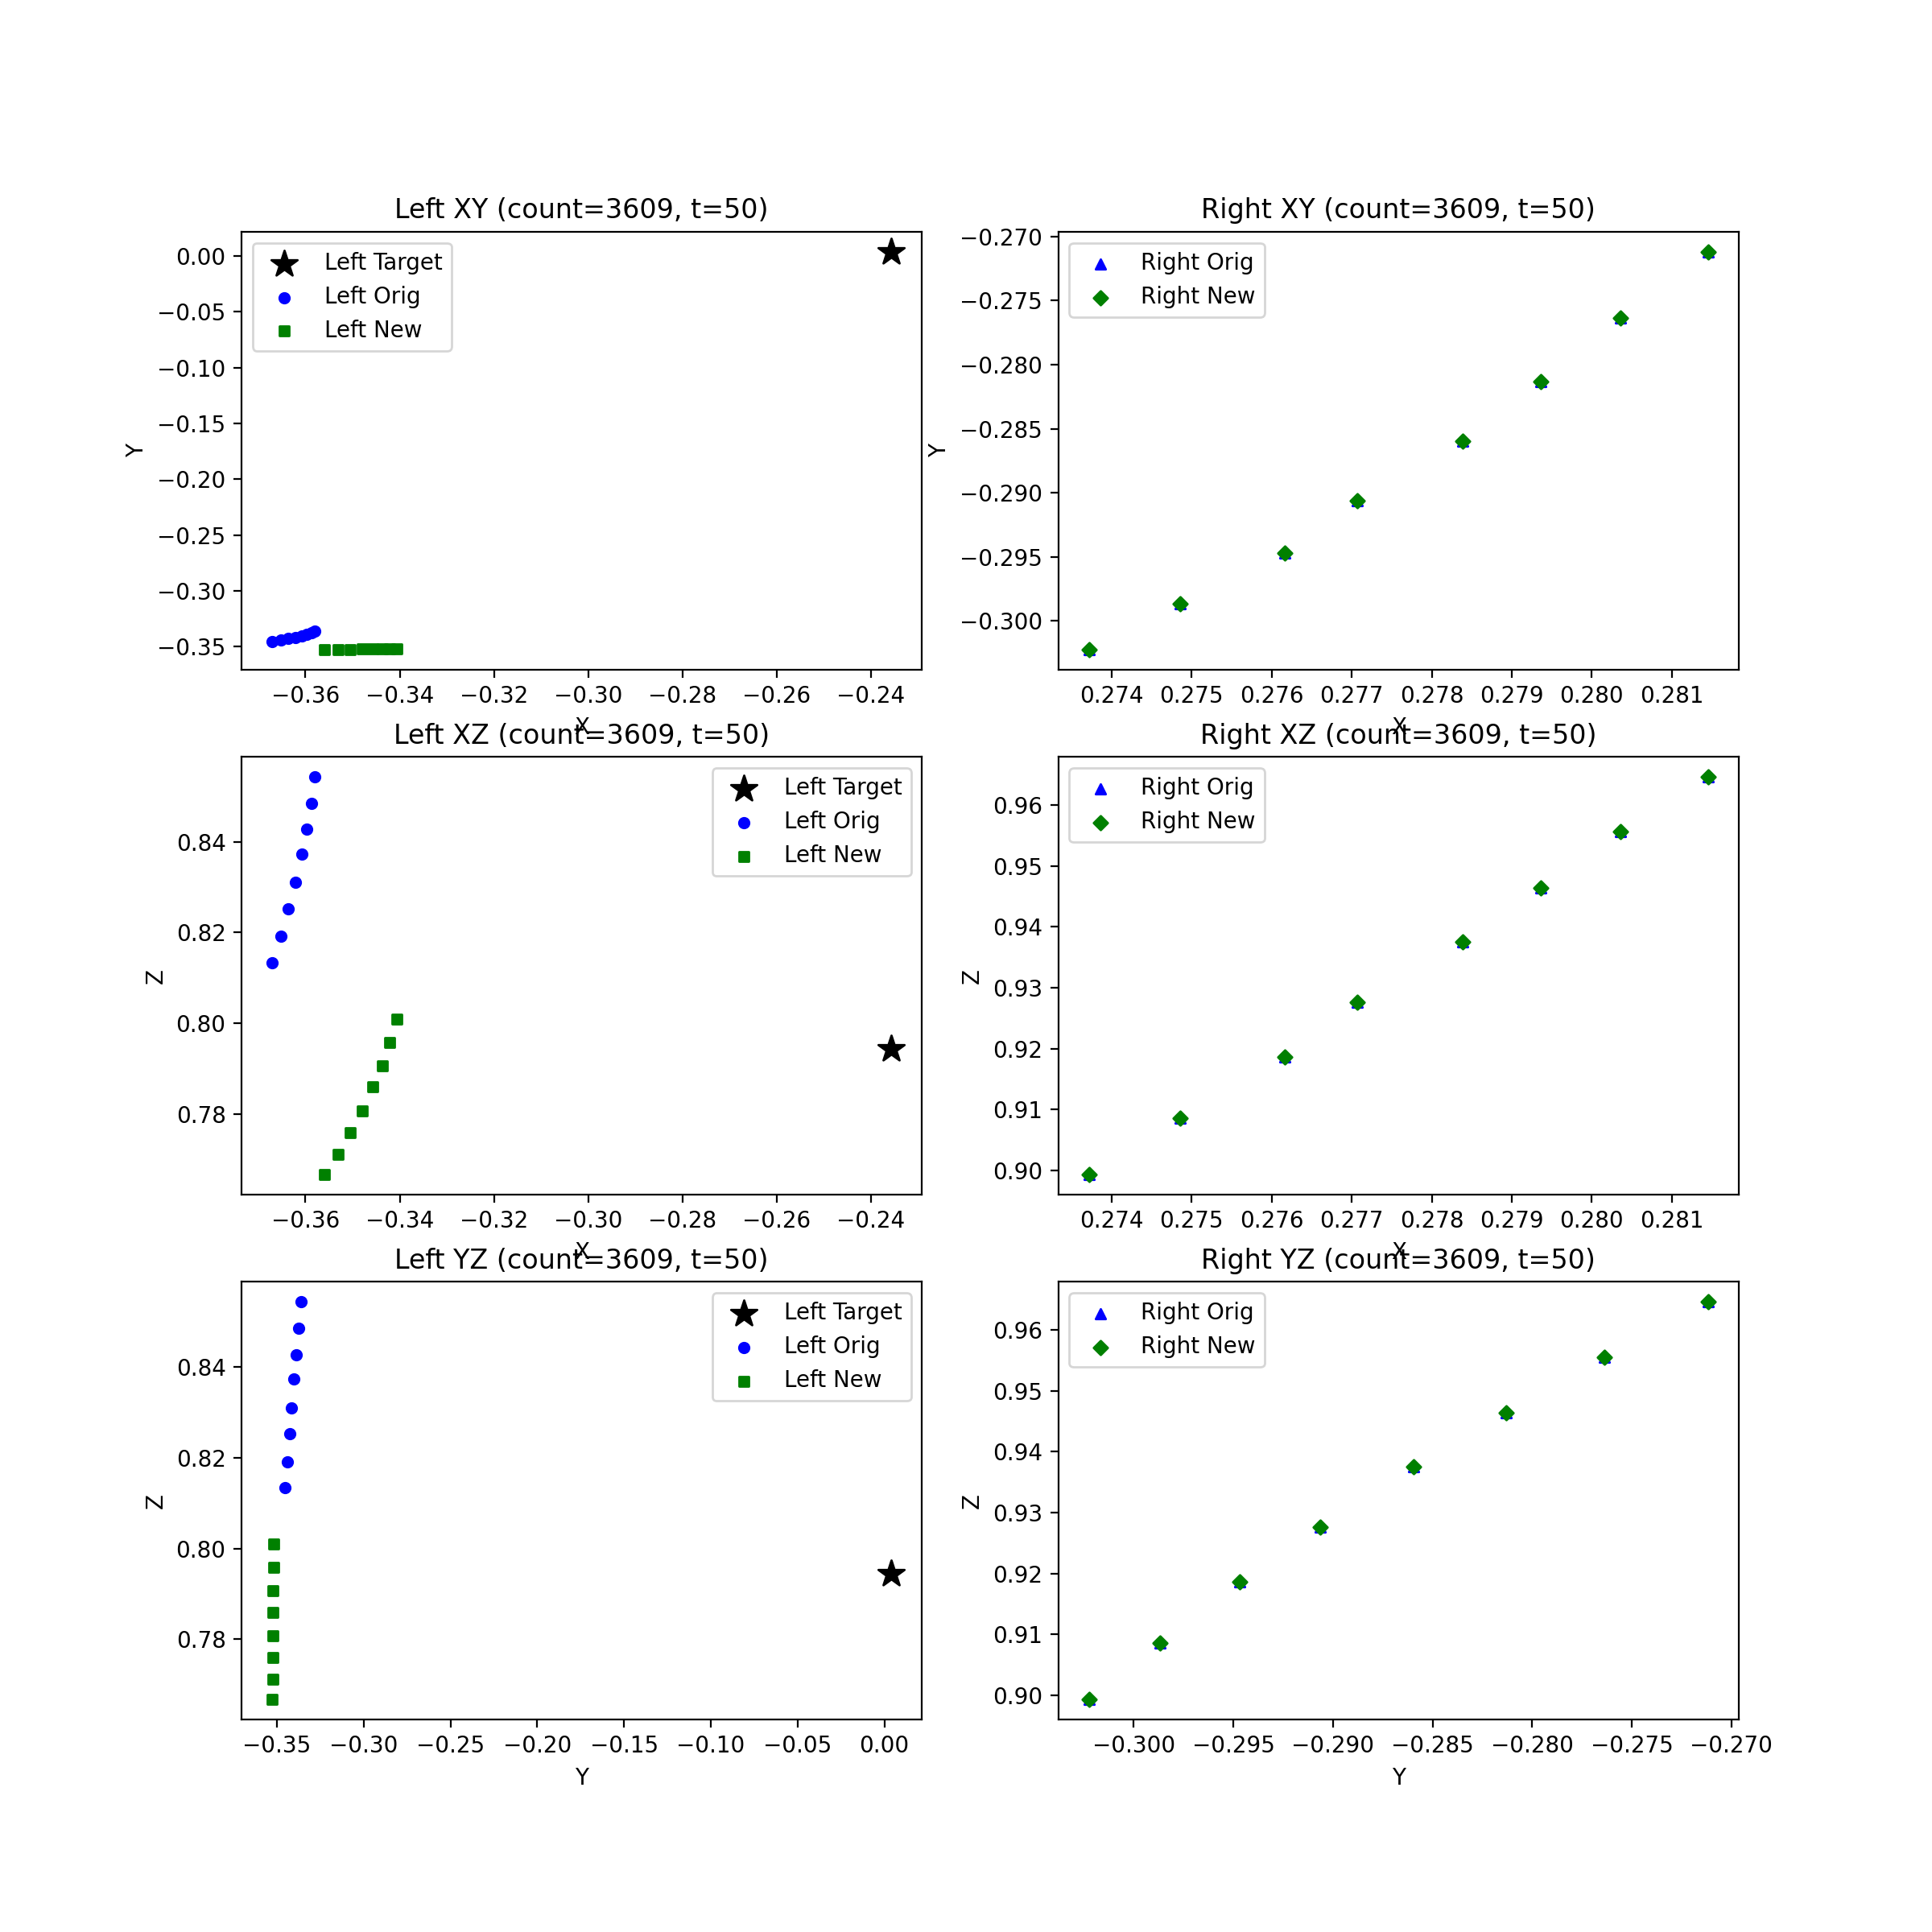 Left XY (count=3609, t=50)
Left Target
Left Orig
Left New
0.00
−0.05
−0.10
−0.15
−0.20
−0.25
−0.30
−0.35
Y
−0.36 −0.34 −0.32 −0.30 −0.28 −0.26 −0.24
X
Right XY (count=3609, t=50)
Right Orig
Right New
−0.270
−0.275
−0.280
−0.285
−0.290
−0.295
−0.300
Y
0.274 0.275 0.276 0.277 0.278 0.279 0.280 0.281
X
Left XZ (count=3609, t=50)
Left Target
Left Orig
Left New
0.84
0.82
0.80
0.78
Z
−0.36 −0.34 −0.32 −0.30 −0.28 −0.26 −0.24
X
Right XZ (count=3609, t=50)
Right Orig
Right New
0.96
0.95
0.94
0.93
0.92
0.91
0.90
Z
0.274 0.275 0.276 0.277 0.278 0.279 0.280 0.281
X
Left YZ (count=3609, t=50)
Left Target
Left Orig
Left New
0.84
0.82
0.80
0.78
Z
−0.35 −0.30 −0.25 −0.20 −0.15 −0.10 −0.05 0.00
Y
Right YZ (count=3609, t=50)
Right Orig
Right New
0.96
0.95
0.94
0.93
0.92
0.91
0.90
Z
−0.300 −0.295 −0.290 −0.285 −0.280 −0.275 −0.270
Y